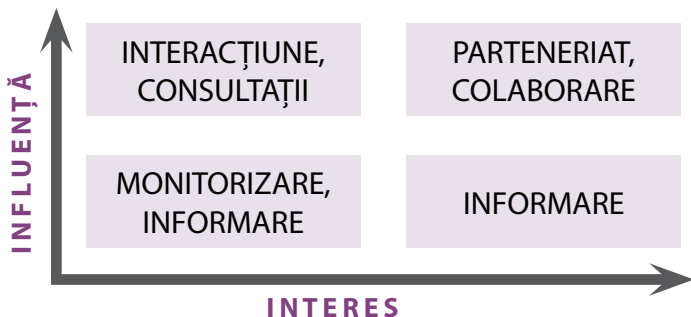 INTERACȚIUNE,
CONSULTAȚII
PARTENERIAT,
COLABORARE
INFLUENȚĂ
MONITORIZARE,
INFORMARE
INFORMARE
INTERES